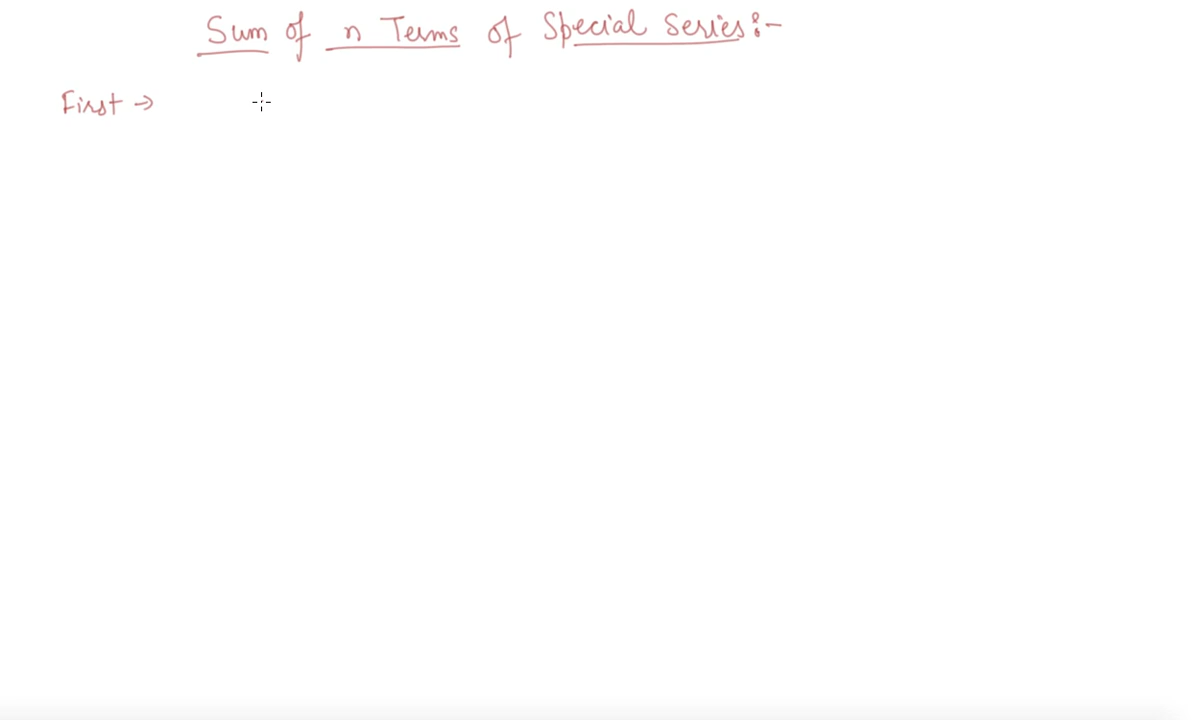 Sum of n Terms of Special Series:-
First →